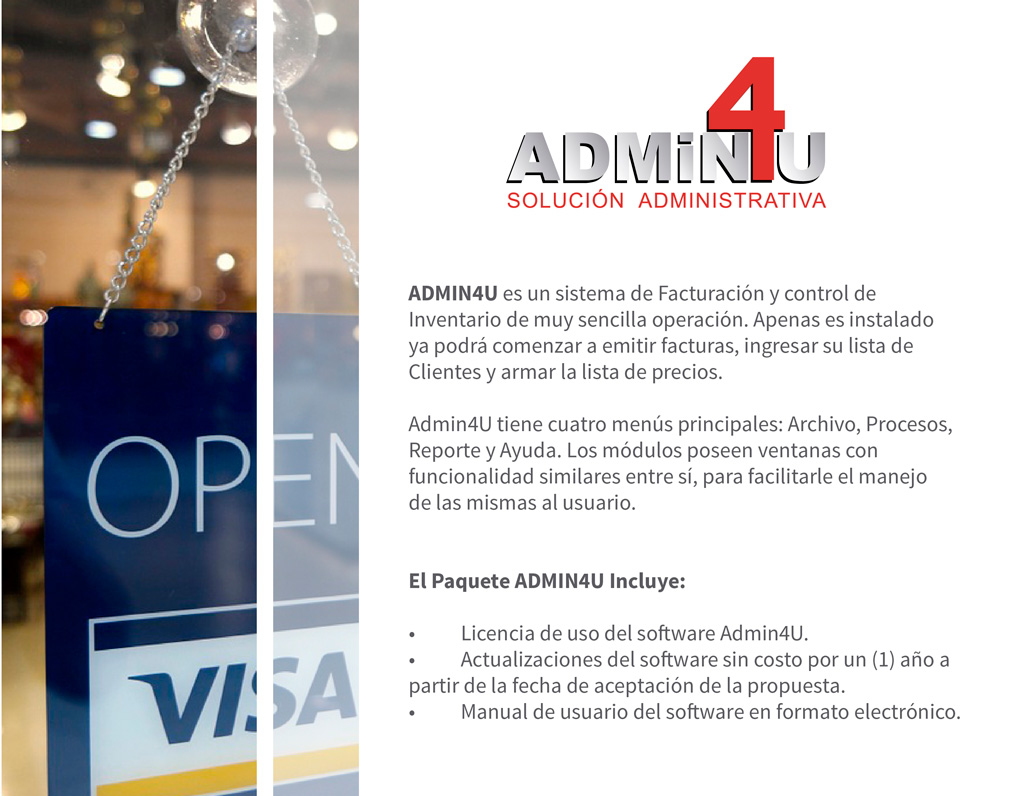 OPEN
VISA
ADMiN4U
SOLUCIÓN ADMINISTRATIVA
ADMIN4U es un sistema de Facturación y control de
Inventario de muy sencilla operación. Apenas es instalado
ya podrá comenzar a emitir facturas, ingresar su lista de
Clientes y armar la lista de precios.
Admin4U tiene cuatro menús principales: Archivo, Procesos,
Reporte y Ayuda. Los módulos poseen ventanas con
funcionalidad similares entre sí, para facilitarle el manejo
de las mismas al usuario.
El Paquete ADMIN4U Incluye:
• Licencia de uso del software Admin4U.
• Actualizaciones del software sin costo por un (1) año a
partir de la fecha de aceptación de la propuesta.
• Manual de usuario del software en formato electrónico.